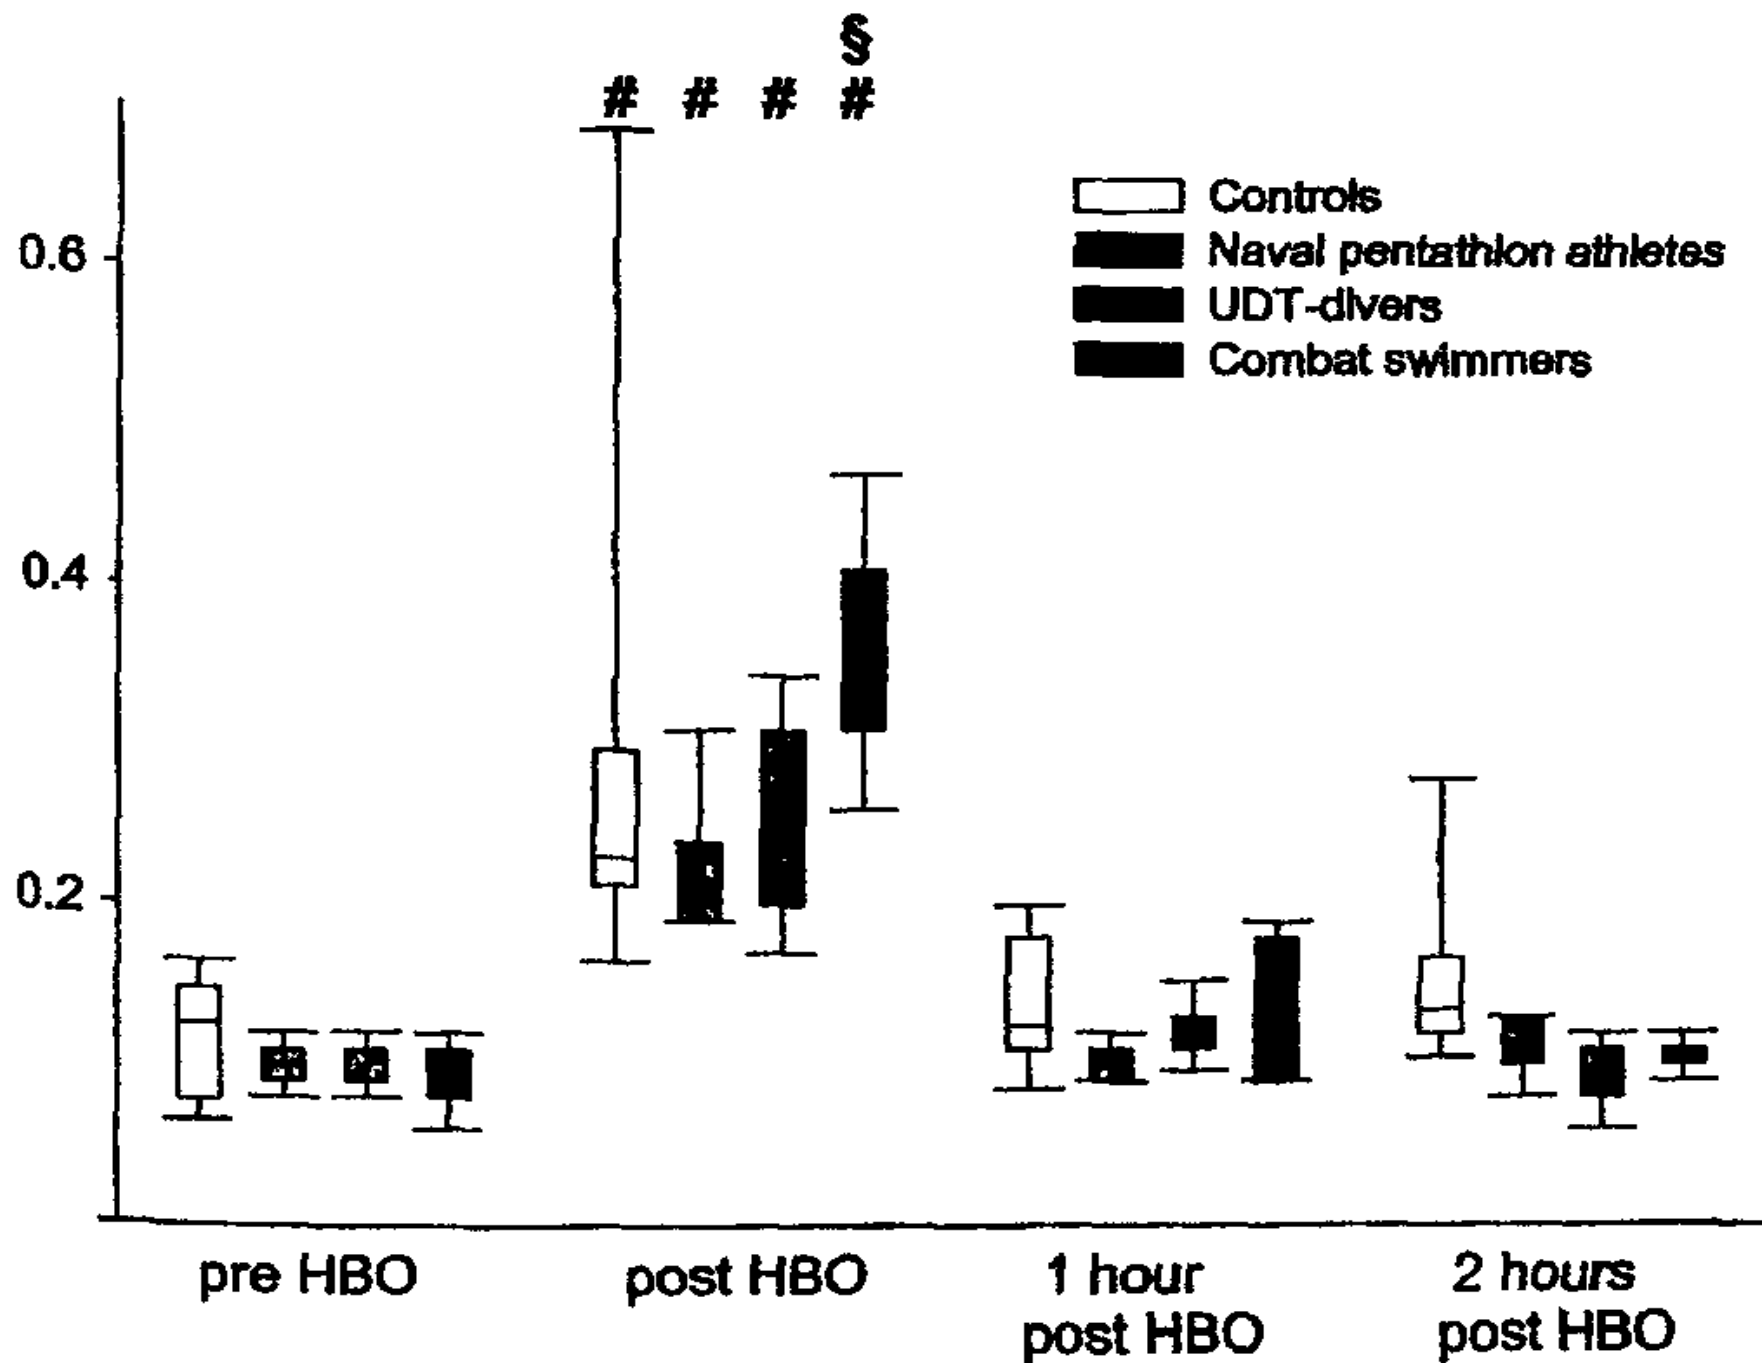 §
# # # #
Controls
Naval pentathlon athletes
UDT-divers
Combat swimmers
0.6
0.4
0.2
pre HBO
post HBO
1 hour
post HBO
2 hours
post HBO